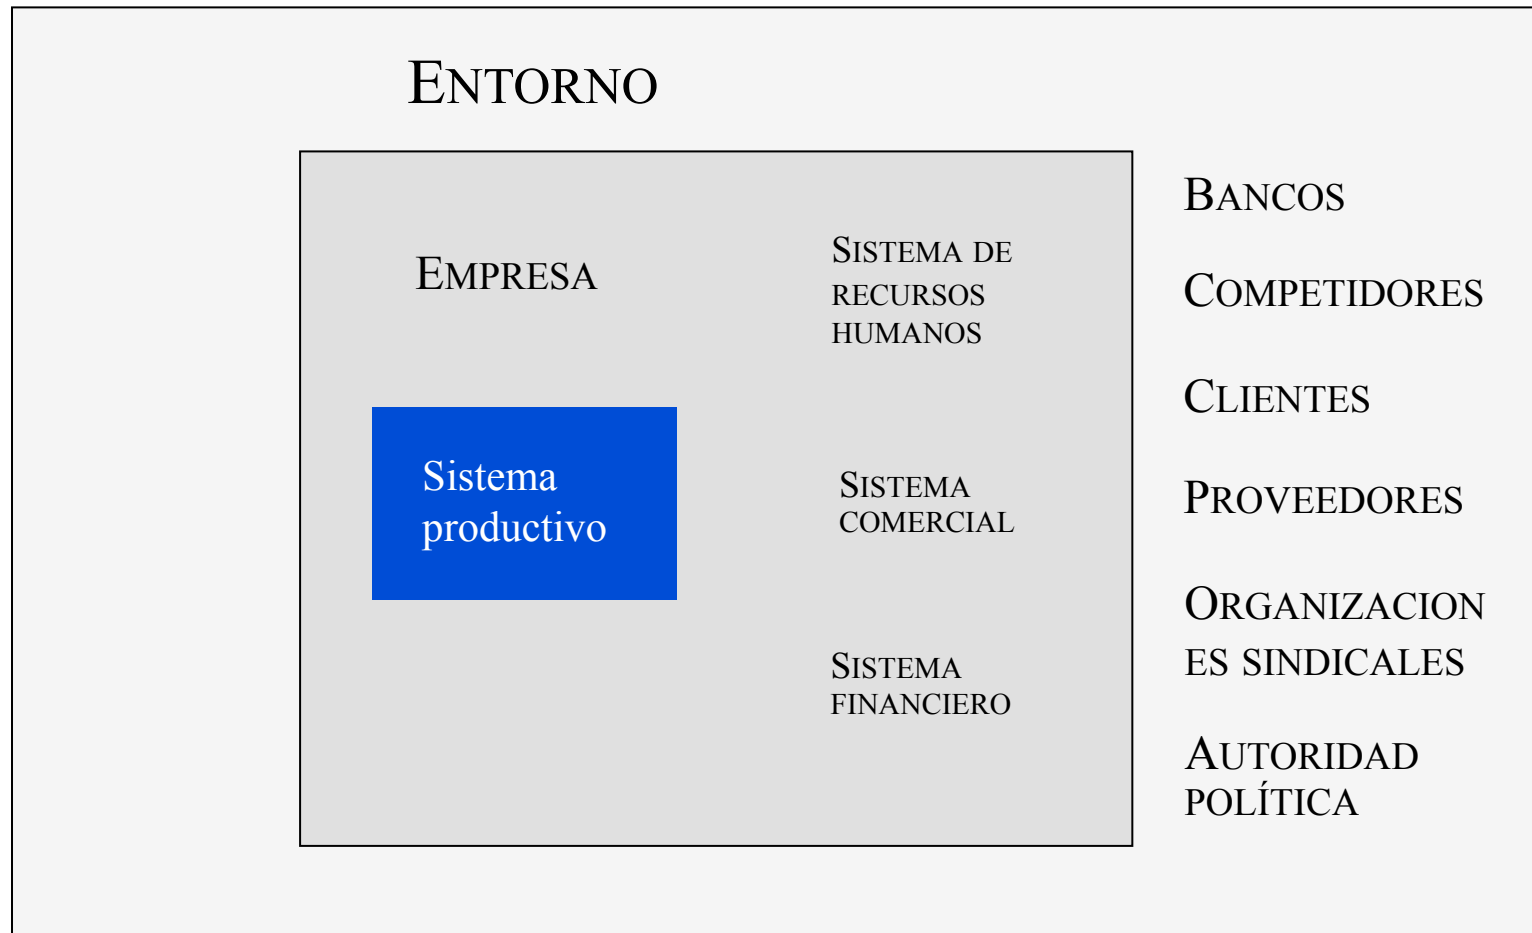 ENTORNO
EMPRESA
Sistema
productivo
SISTEMA DE
RECURSOS
HUMANOS
SISTEMA
COMERCIAL
SISTEMA
FINANCIERO
BANCOS
COMPETIDORES
CLIENTES
PROVEEDORES
ORGANIZACION
ES SINDICALES
AUTORIDAD
POLÍTICA